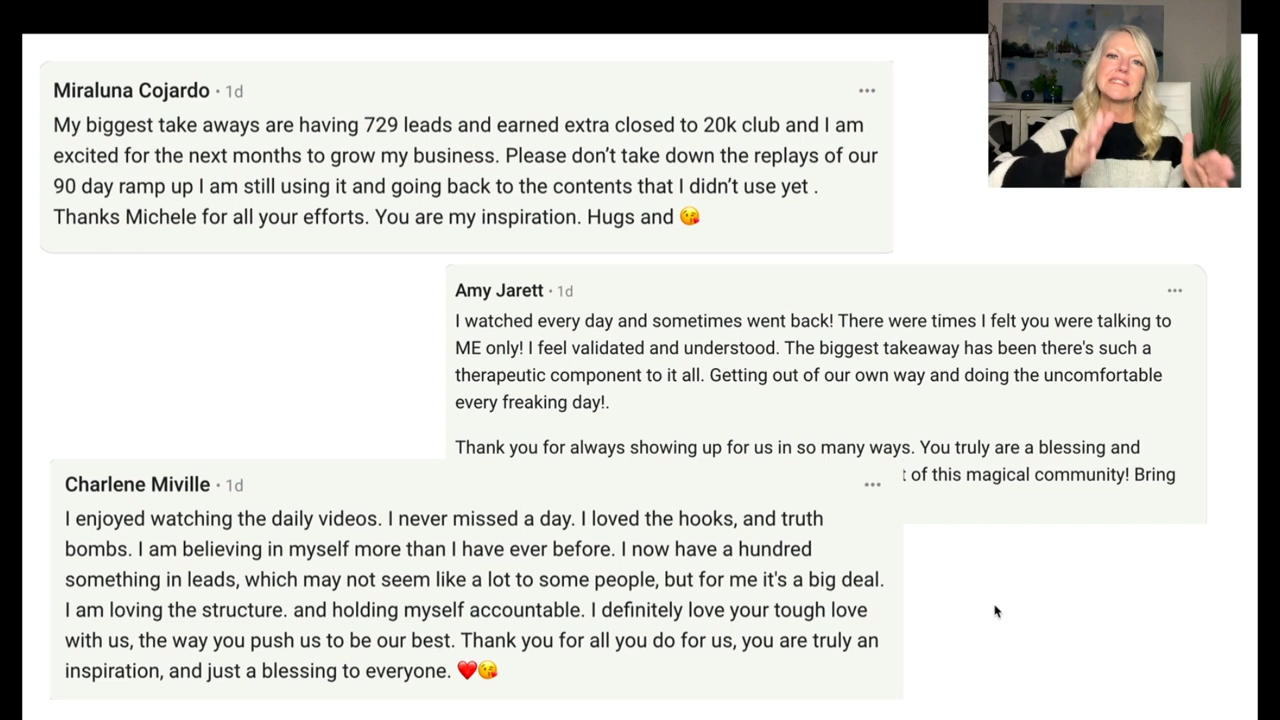 Miraluna Cojardo • 1d
My biggest take aways are having 729 leads and earned extra closed to 20k club and I am
excited for the next months to grow my business. Please don’t take down the replays of our
90 day ramp up I am still using it and going back to the contents that I didn’t use yet .
Thanks Michele for all your efforts. You are my inspiration. Hugs and 😘
Amy Jarett • 1d
I watched every day and sometimes went back! There were times I felt you were talking to
ME only! I feel validated and understood. The biggest takeaway has been there's such a
therapeutic component to it all. Getting out of our own way and doing the uncomfortable
every freaking day!.
Thank you for always showing up for us in so many ways. You truly are a blessing and
of this magical community! Bring
Charlene Miville • 1d
I enjoyed watching the daily videos. I never missed a day. I loved the hooks, and truth
bombs. I am believing in myself more than I have ever before. I now have a hundred
something in leads, which may not seem like a lot to some people, but for me it's a big deal.
I am loving the structure. and holding myself accountable. I definitely love your tough love
with us, the way you push us to be our best. Thank you for all you do for us, you are truly an
inspiration, and just a blessing to everyone. ❤️😘